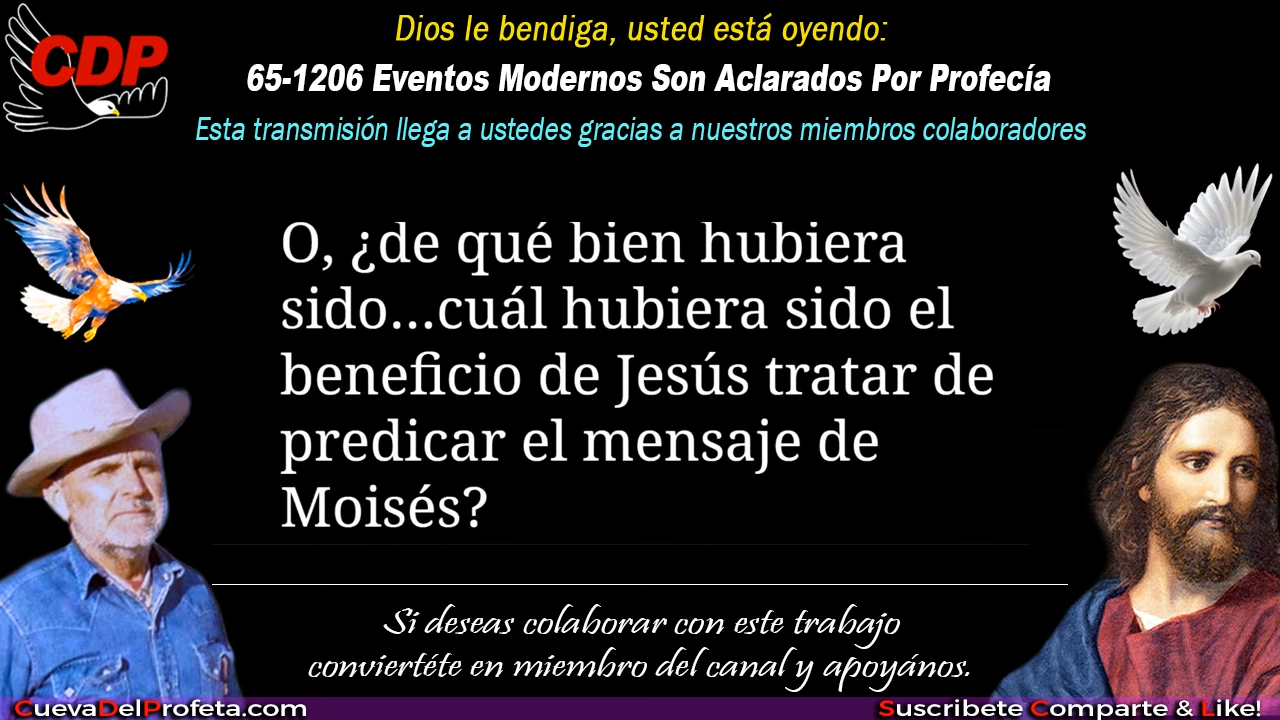 CDP
Dios le bendiga, usted está oyendo:
65-1206 Eventos Modernos Son Aclarados Por Profecía
Esta transmisión llega a ustedes gracias a nuestros miembros colaboradores
O, ¿de qué bien hubiera
sido...cuál hubiera sido el
beneficio de Jesús tratar de
predicar el mensaje de
Moisés?
Si deseas colaborar con este trabajo
conviertéte en miembro del canal y apoyános.
CuevaDelProfeta.com
Suscribete Comparte & Like!